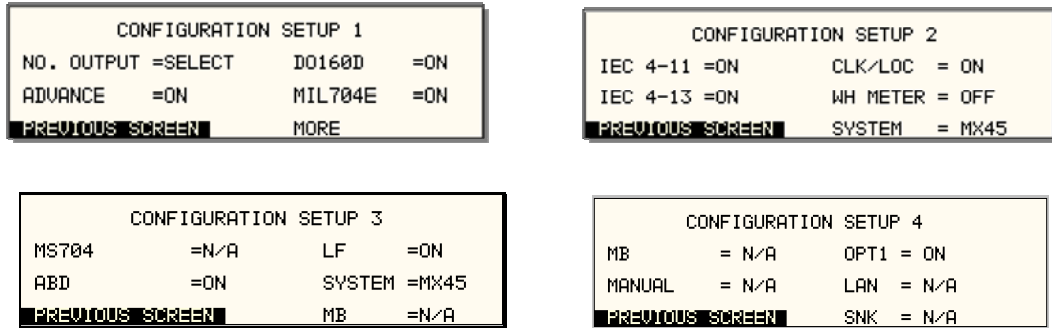 CONFIGURATION SETUP 1
NO. OUTPUT =SELECT DO160D =ON
ADVANCE =ON MIL704E =ON
PREVIOUS SCREEN MORE
CONFIGURATION SETUP 2
IEC 4-11 =ON CLK/LOC = ON
IEC 4-13 =ON WH METER = OFF
PREVIOUS SCREEN SYSTEM = MX45
CONFIGURATION SETUP 3
MS704 =N/A LF =ON
ABD =ON SYSTEM =MX45
PREVIOUS SCREEN MB =N/A
CONFIGURATION SETUP 4
MB = N/A OPT1 = ON
MANUAL = N/A LAN = N/A
PREVIOUS SCREEN SNK = N/A